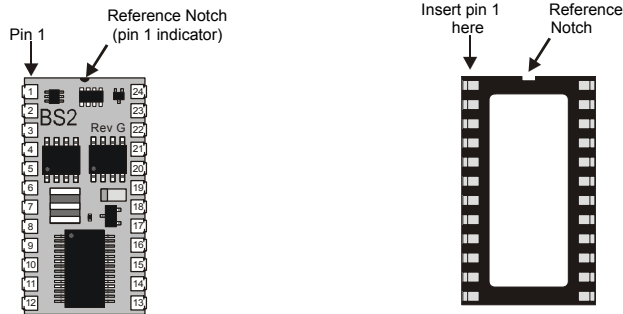 Reference Notch
(pin 1 indicator)
Pin 1
Insert pin 1
here
Reference
Notch
1
24
2
23
BS2
3
Rev G
22
4
21
5
20
6
19
7
18
8
17
9
16
10
15
11
14
12
13